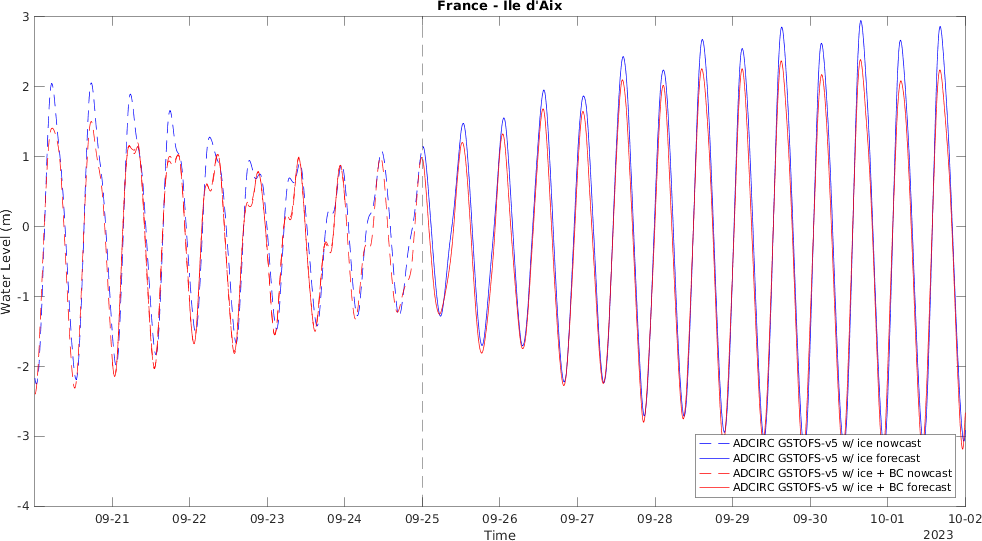 France - Ile d'Aix
3
2
1
0
-1
-2
-3
-4
Water Level (m)
ADCIRC GSTOFS-v5 w/ ice nowcast
ADCIRC GSTOFS-v5 w/ ice forecast
ADCIRC GSTOFS-v5 w/ ice + BC nowcast
ADCIRC GSTOFS-v5 w/ ice + BC forecast
09-21 09-22 09-23 09-24 09-25 09-26 09-27 09-28 09-29 09-30 10-01 10-02
Time
2023